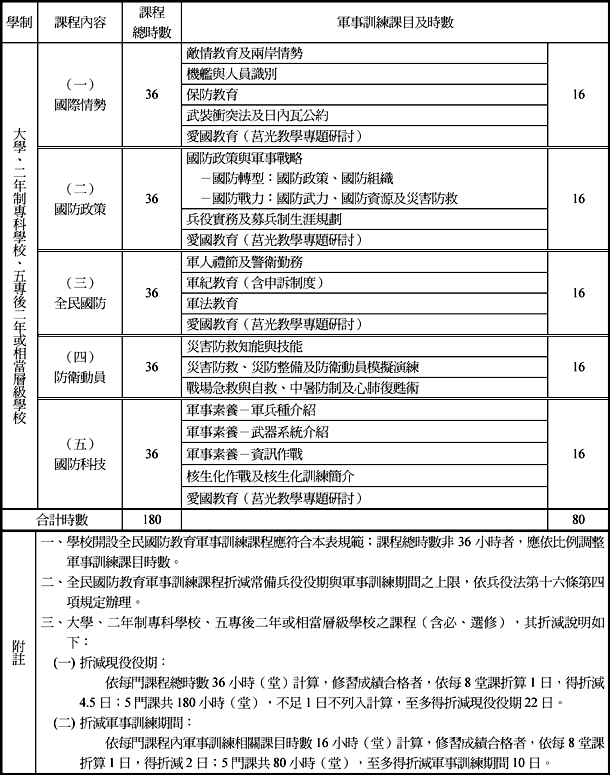 學制 課程內容 課程總時數 軍事訓練課目及時數
大學、二年制專科學校、五專後二年或相當層級學校
(一)
國際情勢
36
敵情教育及兩岸情勢
機艦與人員識別
保防教育
武裝衝突法及日內瓦公約
愛國教育(莒光教學專題研討)
16
(二)
國防政策
36
國防政策與軍事戰略
－國防轉型：國防政策、國防組織
－國防戰力：國防武力、國防資源及災害防救
兵役實務及募兵制生涯規劃
愛國教育(莒光教學專題研討)
16
(三)
全民國防
36
軍人禮節及警衛勤務
軍紀教育(含申訴制度)
軍法教育
愛國教育(莒光教學專題研討)
16
(四)
防衛動員
36
災害防救知能與技能
災害防救、災防整備及防衛動員模擬演練
戰場急救與自救、中暑防制及心肺復甦術
16
(五)
國防科技
36
軍事素養－軍兵種介紹
軍事素養－武器系統介紹
軍事素養－資訊作戰
核生化作戰及核生化訓練簡介
愛國教育(莒光教學專題研討)
16
合計時數 180 80
附註
一、學校開設全民國防教育軍事訓練課程應符合本表規範；課程總時數非 36 小時者，應依比例調整
軍訓課目時數。
二、全民國防教育軍事訓練課程折減常備兵役役期與軍事訓練期間之上限，依兵役法第十六條第四
項規定辦理。
三、大學、二年制專科學校、五專後二年或相當層級學校之課程（含必、選修），其折減說明如
下：
(一) 折減現役役期：
依每門課程總時數 36 小時（堂）計算，修習成績合格者，依每 8 堂課折算 1 日，得折減
4.5 日；5 門課共 180 小時（堂），不足 1 日不列入計算，至多得折減現役役期 22 日。
(二) 折減軍事訓練期間：
依每門課程內軍事訓練相關課目時數 16 小時（堂）計算，修習成績合格者，依每 8 堂課
折算 1 日，得折減 2 日；5 門課共 80 小時（堂），至多得折減軍事訓練期間 10 日。